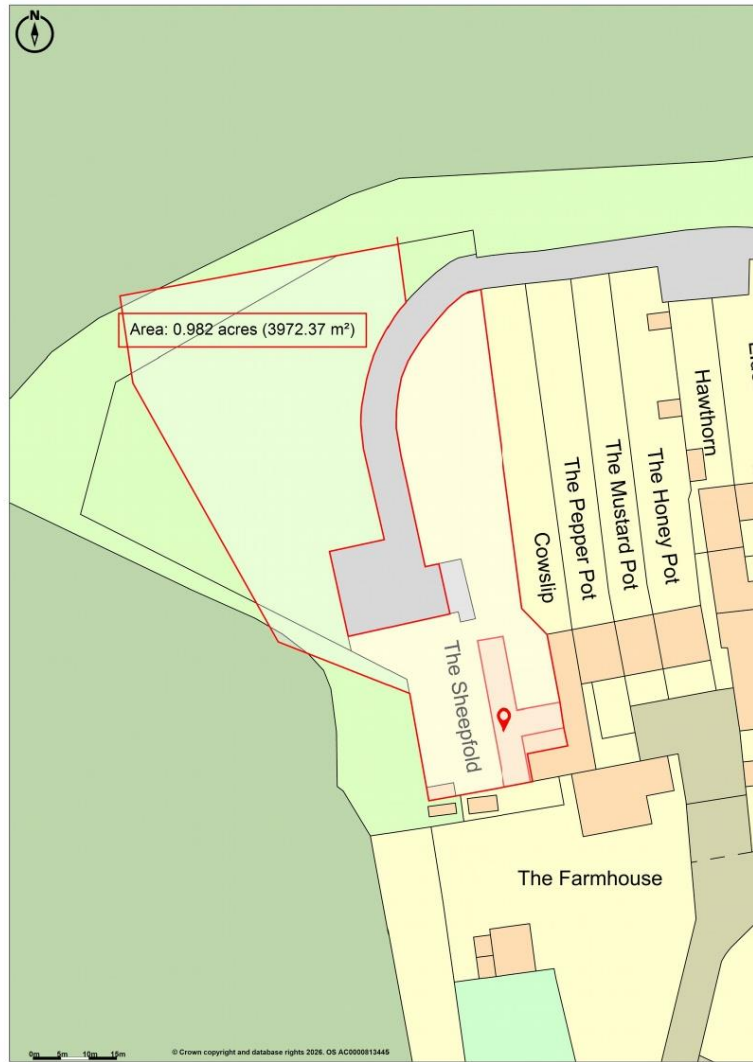 N
Area: 0.982 acres (3972.37 m²)
Hawthorn
The Honey Pot
The Mustard Pot
The Pepper Pot
Cowslip
The Sheepfold
The Farmhouse
0m 5m 10m 15m
© Crown copyright and database rights 2026. OS AC0000813445